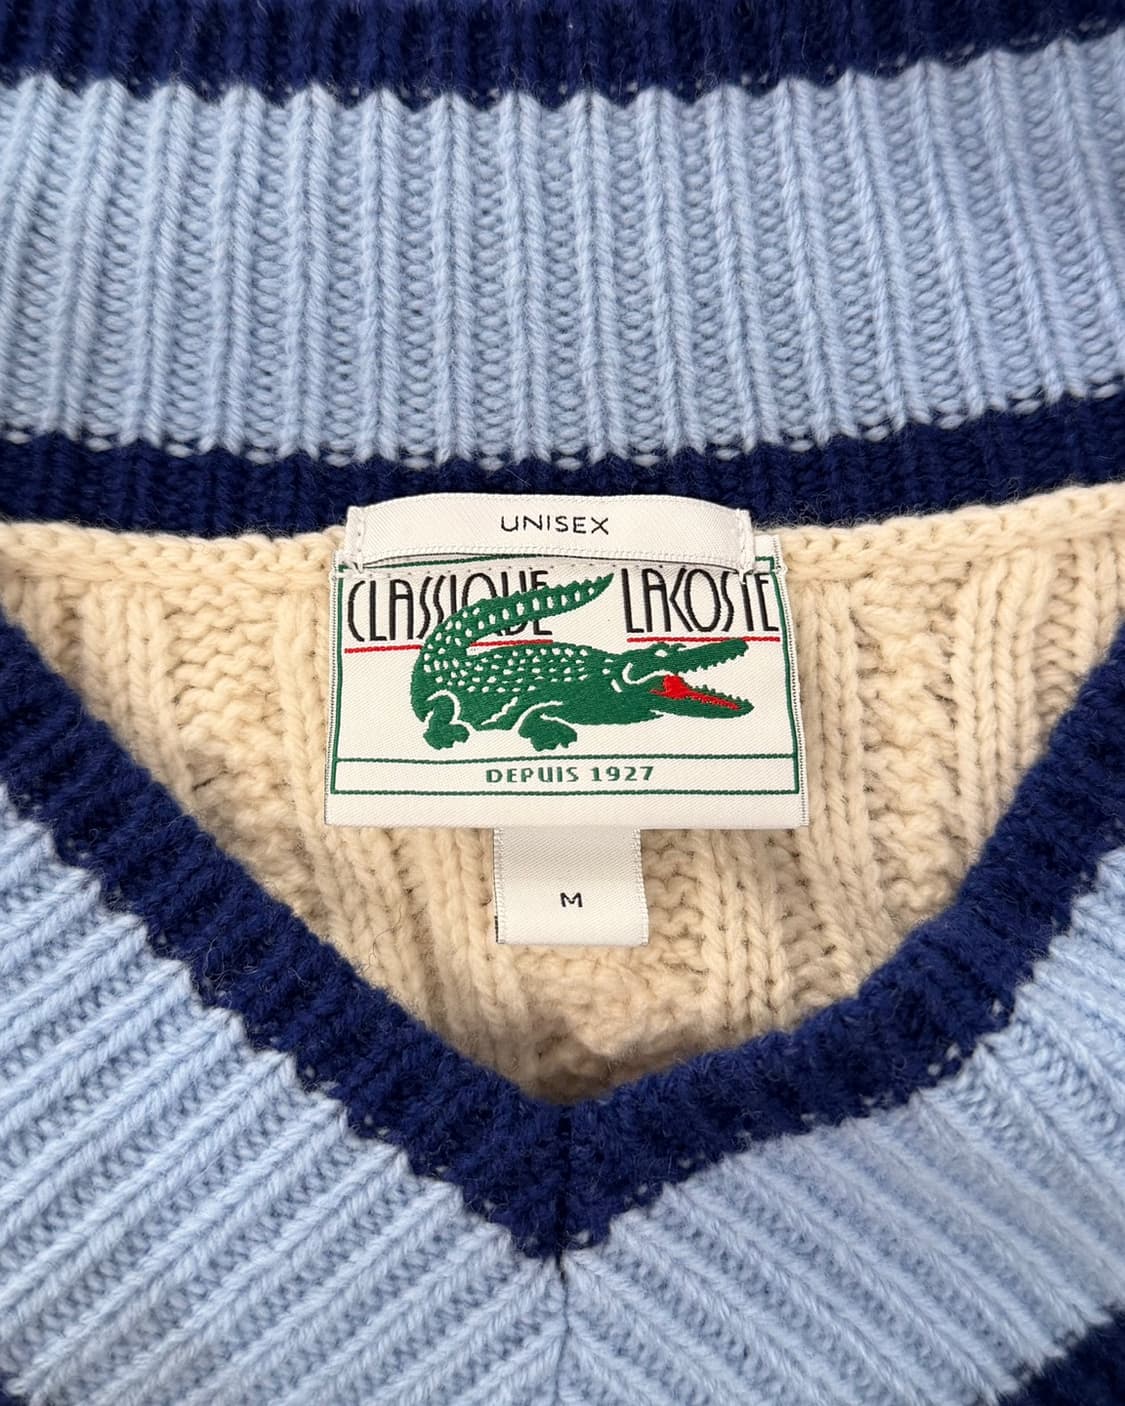 UNISEX
CLASSIQUE LACOSTE
DEPUIS 1927
M